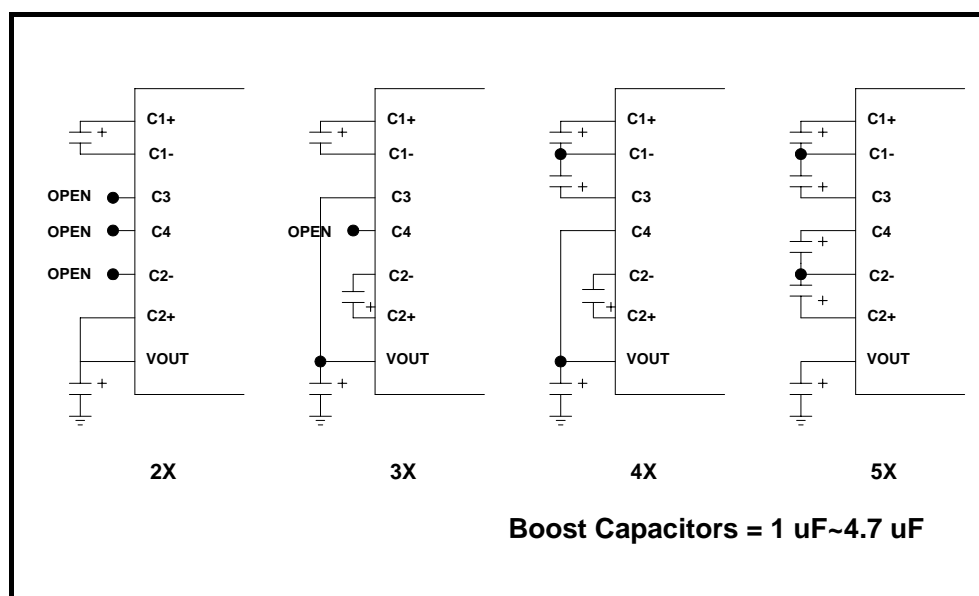 C1+
C1-
OPEN C3
OPEN C4
OPEN C2-
C2+
VOUT
+
+
2X
C1+
C1-
C3
OPEN C4
C2-
C2+
VOUT
+
+
+
3X
C1+
C1-
C3
C4
C2-
C2+
VOUT
+
+
+
+
4X
C1+
C1-
C3
C4
C2-
C2+
VOUT
+
+
+
+
+
5X
Boost Capacitors = 1 uF~4.7 uF